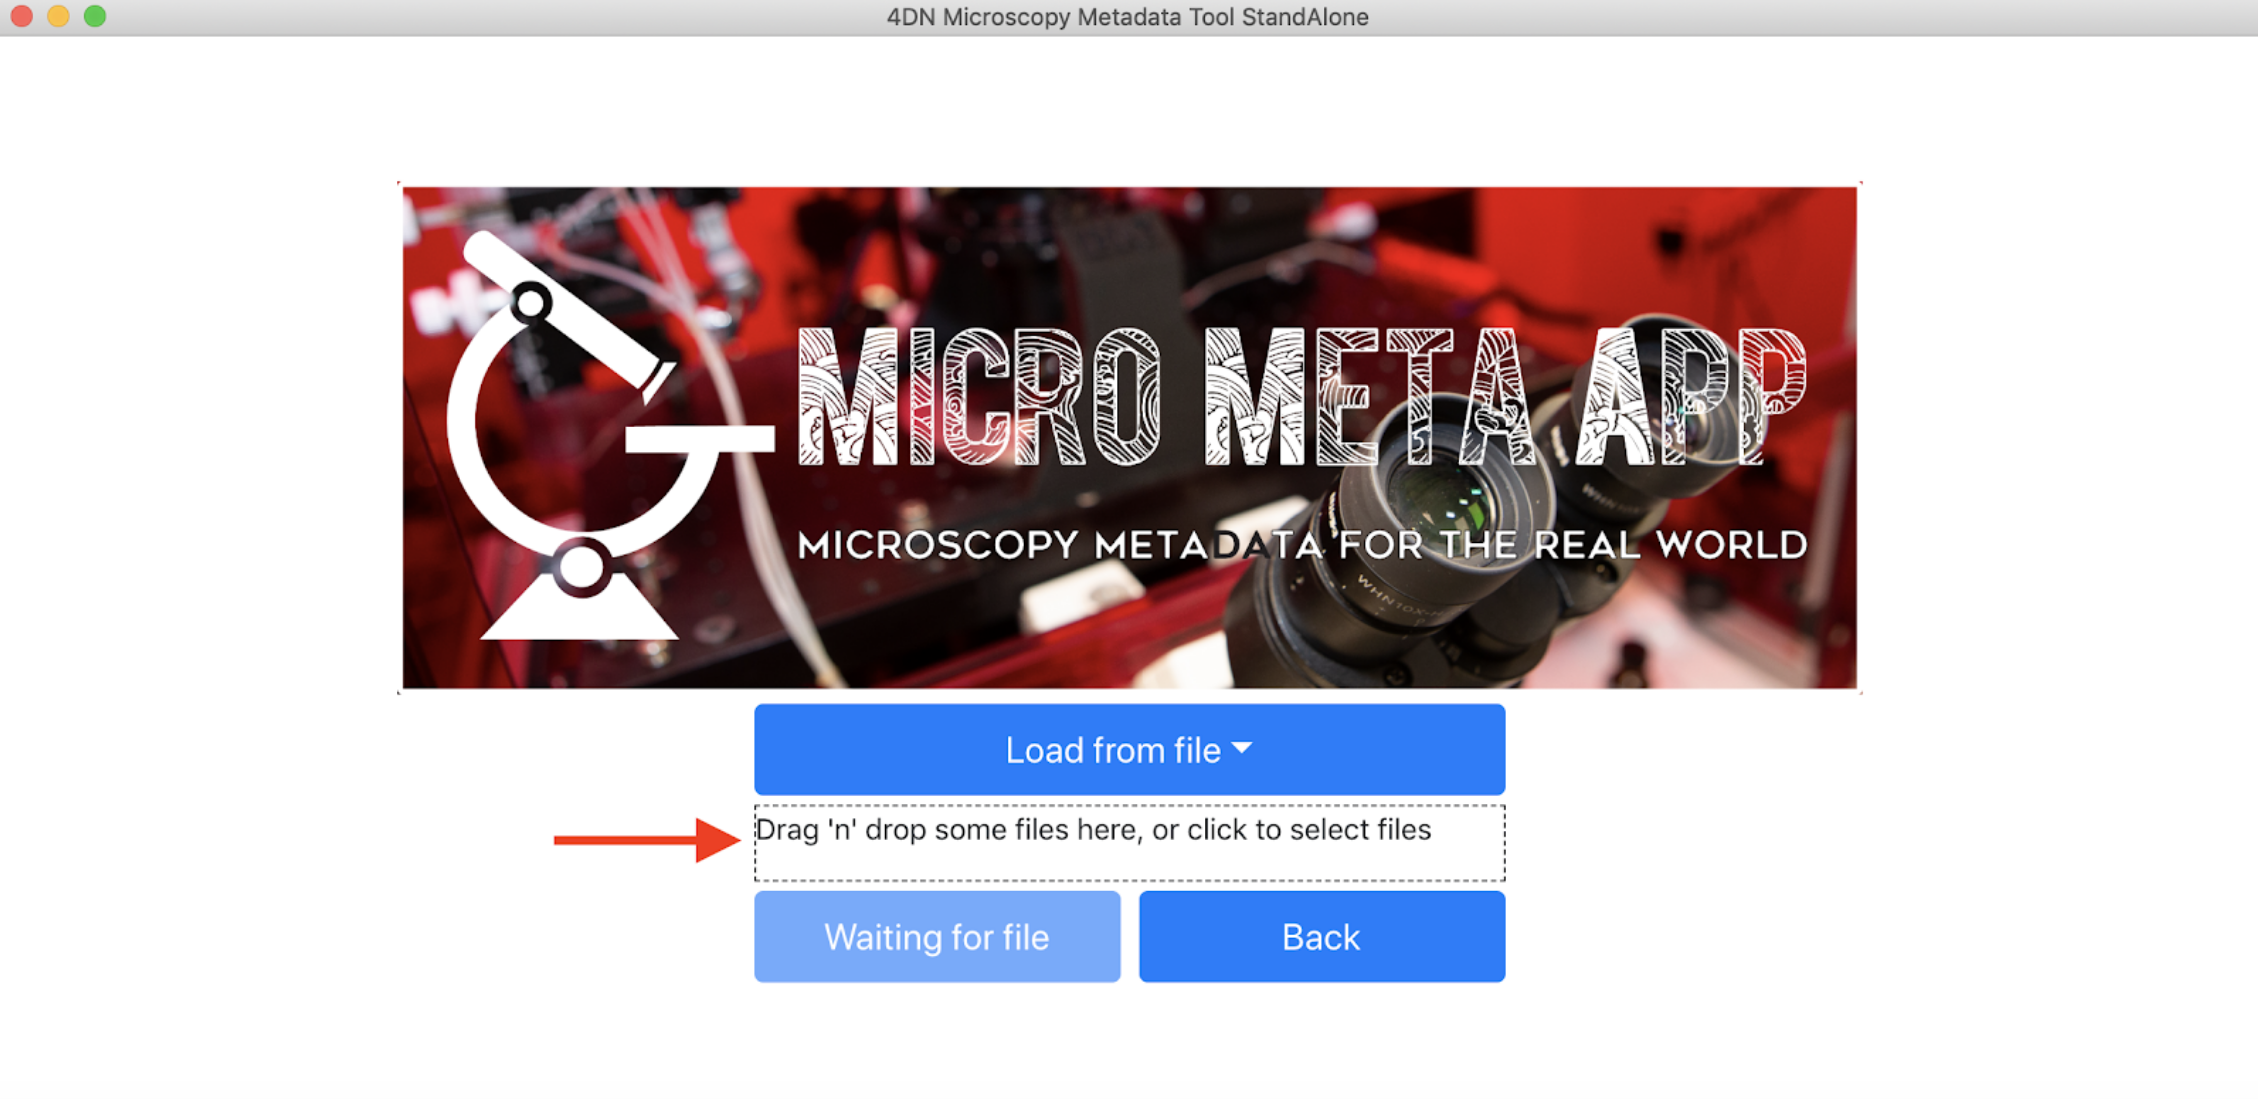 4DN Microscopy Metadata Tool StandAlone
MICRO META APP
MICROSCOPY METADATA FOR THE REAL WORLD
Load from file
Drag 'n' drop some files here, or click to select files
Waiting for file
Back